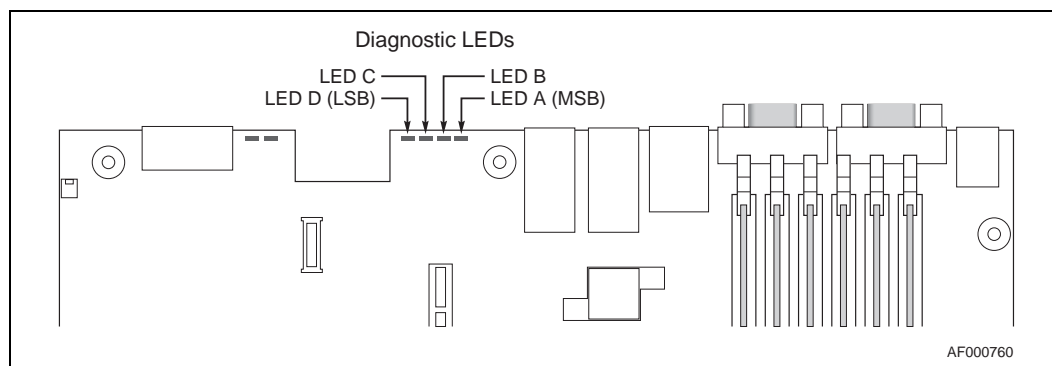 Diagnostic LEDs
LED C
LED B
LED D (LSB)
LED A (MSB)
AF000760